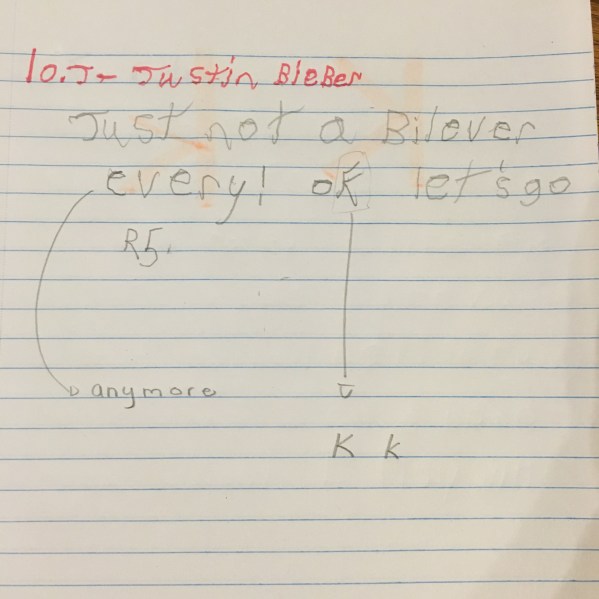 10.J- Justin BieBer
Just not a Bilever
every! oK let's go
R5.
anymore
K k